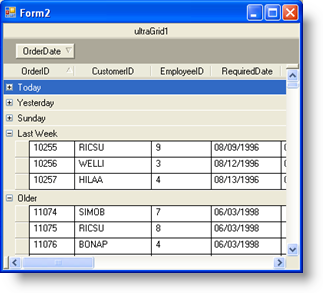 Form2
ultraGrid1
OrderDate
OrderID CustomerID EmployeeID RequiredDate
Today
Yesterday
Sunday
Last Week
10255 RICSU 9 08/09/1996
10256 WELLI 3 08/12/1996
10257 HILAA 4 08/13/1996
Older
11074 SIMOB 7 06/03/1998
11075 RICSU 8 06/03/1998
11076 BONAP 4 06/03/1998